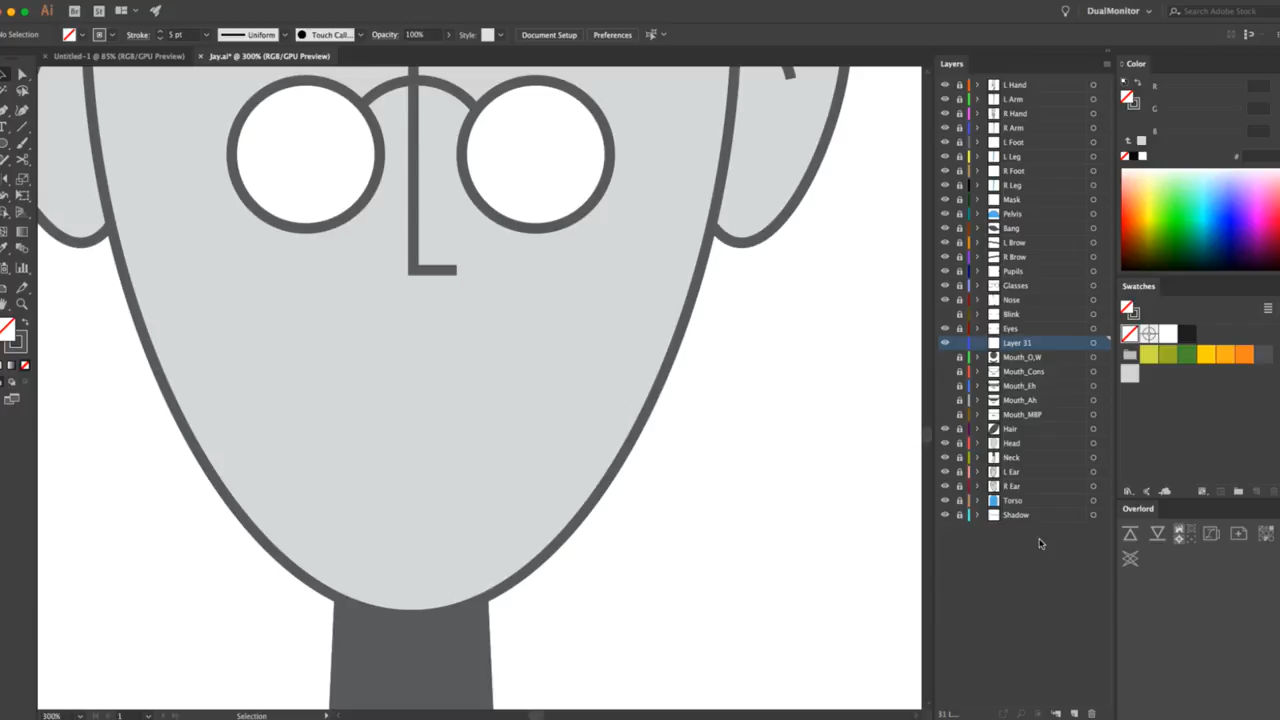 Ai Br St DualMonitor Search Adobe Stock
No Selection Stroke: 5 pt Uniform Touch Call... Opacity: 100% Style: Document Setup Preferences
× Untitled-1 @ 85% (RGB/GPU Preview) × Jay.ai* @ 300% (RGB/GPU Preview)
Layers
L Hand
L Arm
R Hand
R Arm
L Foot
L Leg
R Foot
R Leg
Mask
Pelvis
Bang
L Brow
R Brow
Pupils
Glasses
Nose
Blink
Eyes
Layer 31
Mouth_O,W
Mouth_Cons
Mouth_Eh
Mouth_Ah
Mouth_MBP
Hair
Head
Neck
L Ear
R Ear
Torso
Shadow
31 L...
Color
R
G
B
#
Swatches
Overlord
300% 1 Selection